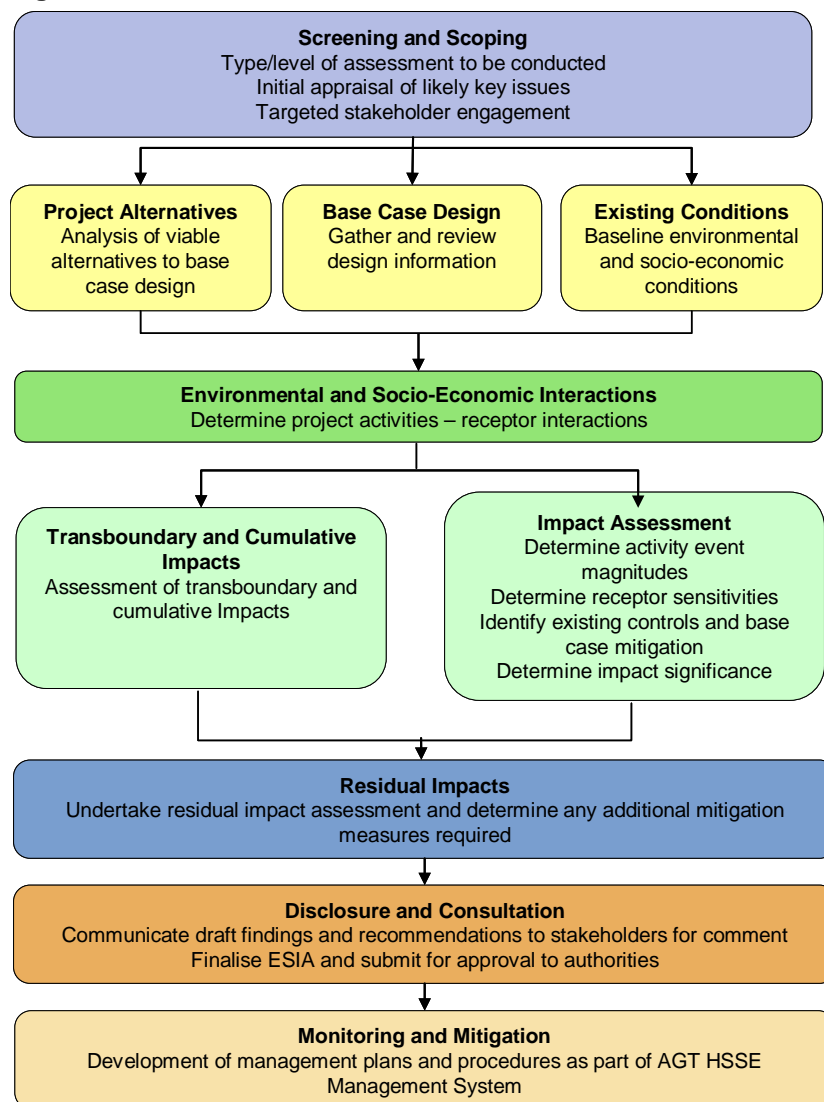 Screening and Scoping
Type/level of assessment to be conducted
Initial appraisal of likely key issues
Targeted stakeholder engagement
Project Alternatives
Analysis of viable
alternatives to base
case design
Base Case Design
Gather and review
design information
Existing Conditions
Baseline environmental
and socio-economic
conditions
Environmental and Socio-Economic Interactions
Determine project activities – receptor interactions
Transboundary and Cumulative
Impacts
Assessment of transboundary and
cumulative Impacts
Impact Assessment
Determine activity event
magnitudes
Determine receptor sensitivities
Identify existing controls and base
case mitigation
Determine impact significance
Residual Impacts
Undertake residual impact assessment and determine any additional mitigation
measures required
Disclosure and Consultation
Communicate draft findings and recommendations to stakeholders for comment
Finalise ESIA and submit for approval to authorities
Monitoring and Mitigation
Development of management plans and procedures as part of AGT HSSE
Management System